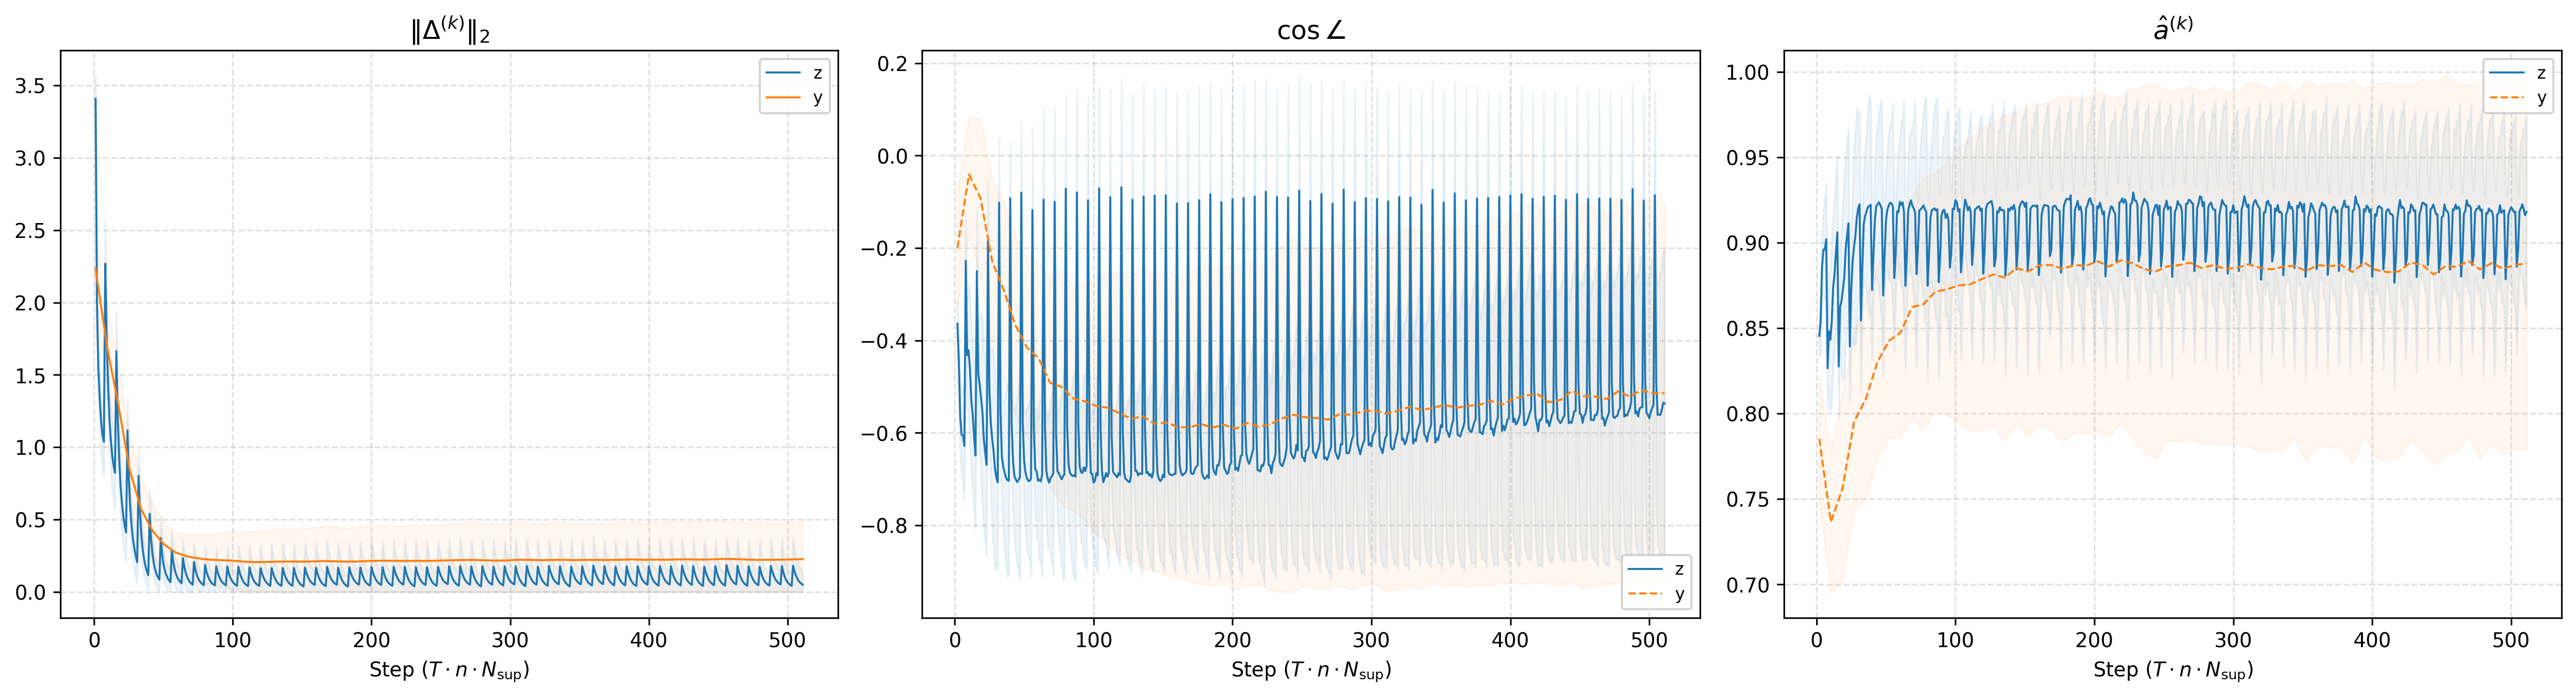 ‖Δ⁽ᵏ⁾‖₂
3.5
3.0
2.5
2.0
1.5
1.0
0.5
0.0
z
y
0 100 200 300 400 500
Step (T · n · N_sup)
cos ∠
0.2
0.0
−0.2
−0.4
−0.6
−0.8
z
y
0 100 200 300 400 500
Step (T · n · N_sup)
â⁽ᵏ⁾
1.00
0.95
0.90
0.85
0.80
0.75
0.70
z
y
0 100 200 300 400 500
Step (T · n · N_sup)